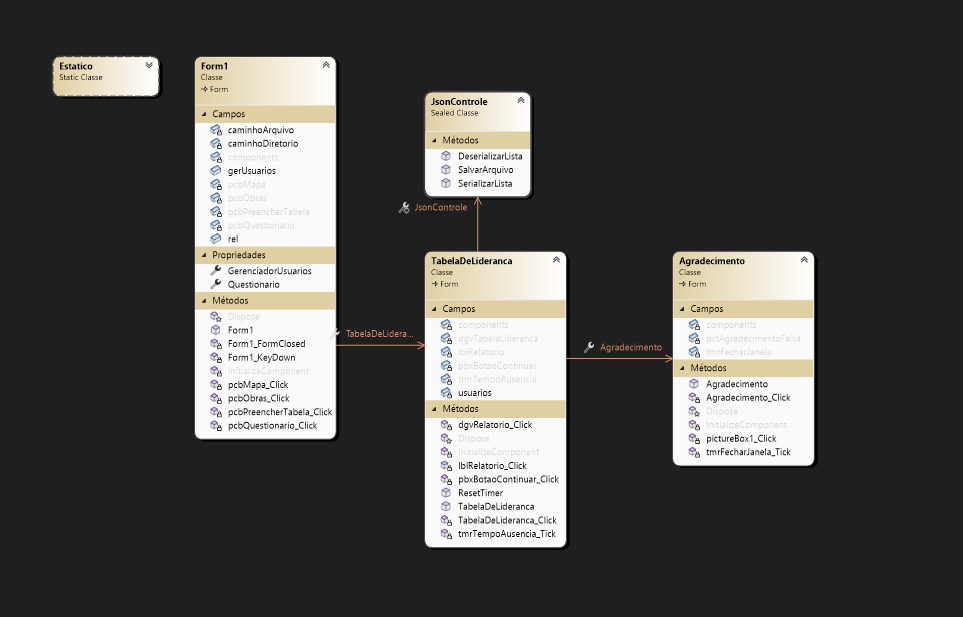 Estatico
Static Classe
Form1
Classe
Form
Campos
caminhoArquivo
caminhoDiretorio
components
gerUsuarios
pcbMapa
pcbObras
pcbPreencherTabela
pcbQuestionario
rel
Propriedades
GerenciadorUsuarios
Questionario
Métodos
Dispose
Form1
Form1_FormClosed
Form1_KeyDown
InitializeComponent
pcbMapa_Click
pcbObras_Click
pcbPreencherTabela_Click
pcbQuestionario_Click
TabelaDeLidera...
JsonControle
Sealed Classe
Métodos
DeserializarLista
SalvarArquivo
SerializarLista
JsonControle
TabelaDeLideranca
Classe
Form
Campos
components
dgvTabelaLideranca
lblRelatorio
pbxBotaoContinuar
tmrTempoAusencia
usuarios
Métodos
dgvRelatorio_Click
Dispose
InitializeComponent
lblRelatorio_Click
pbxBotaoContinuar_Click
ResetTimer
TabelaDeLideranca
TabelaDeLideranca_Click
tmrTempoAusencia_Tick
Agradecimento
Agradecimento
Classe
Form
Campos
components
pctAgradecimentoFaixa
tmrFecharJanela
Métodos
Agradecimento
Agradecimento_Click
Dispose
InitializeComponent
pictureBox1_Click
tmrFecharJanela_Tick